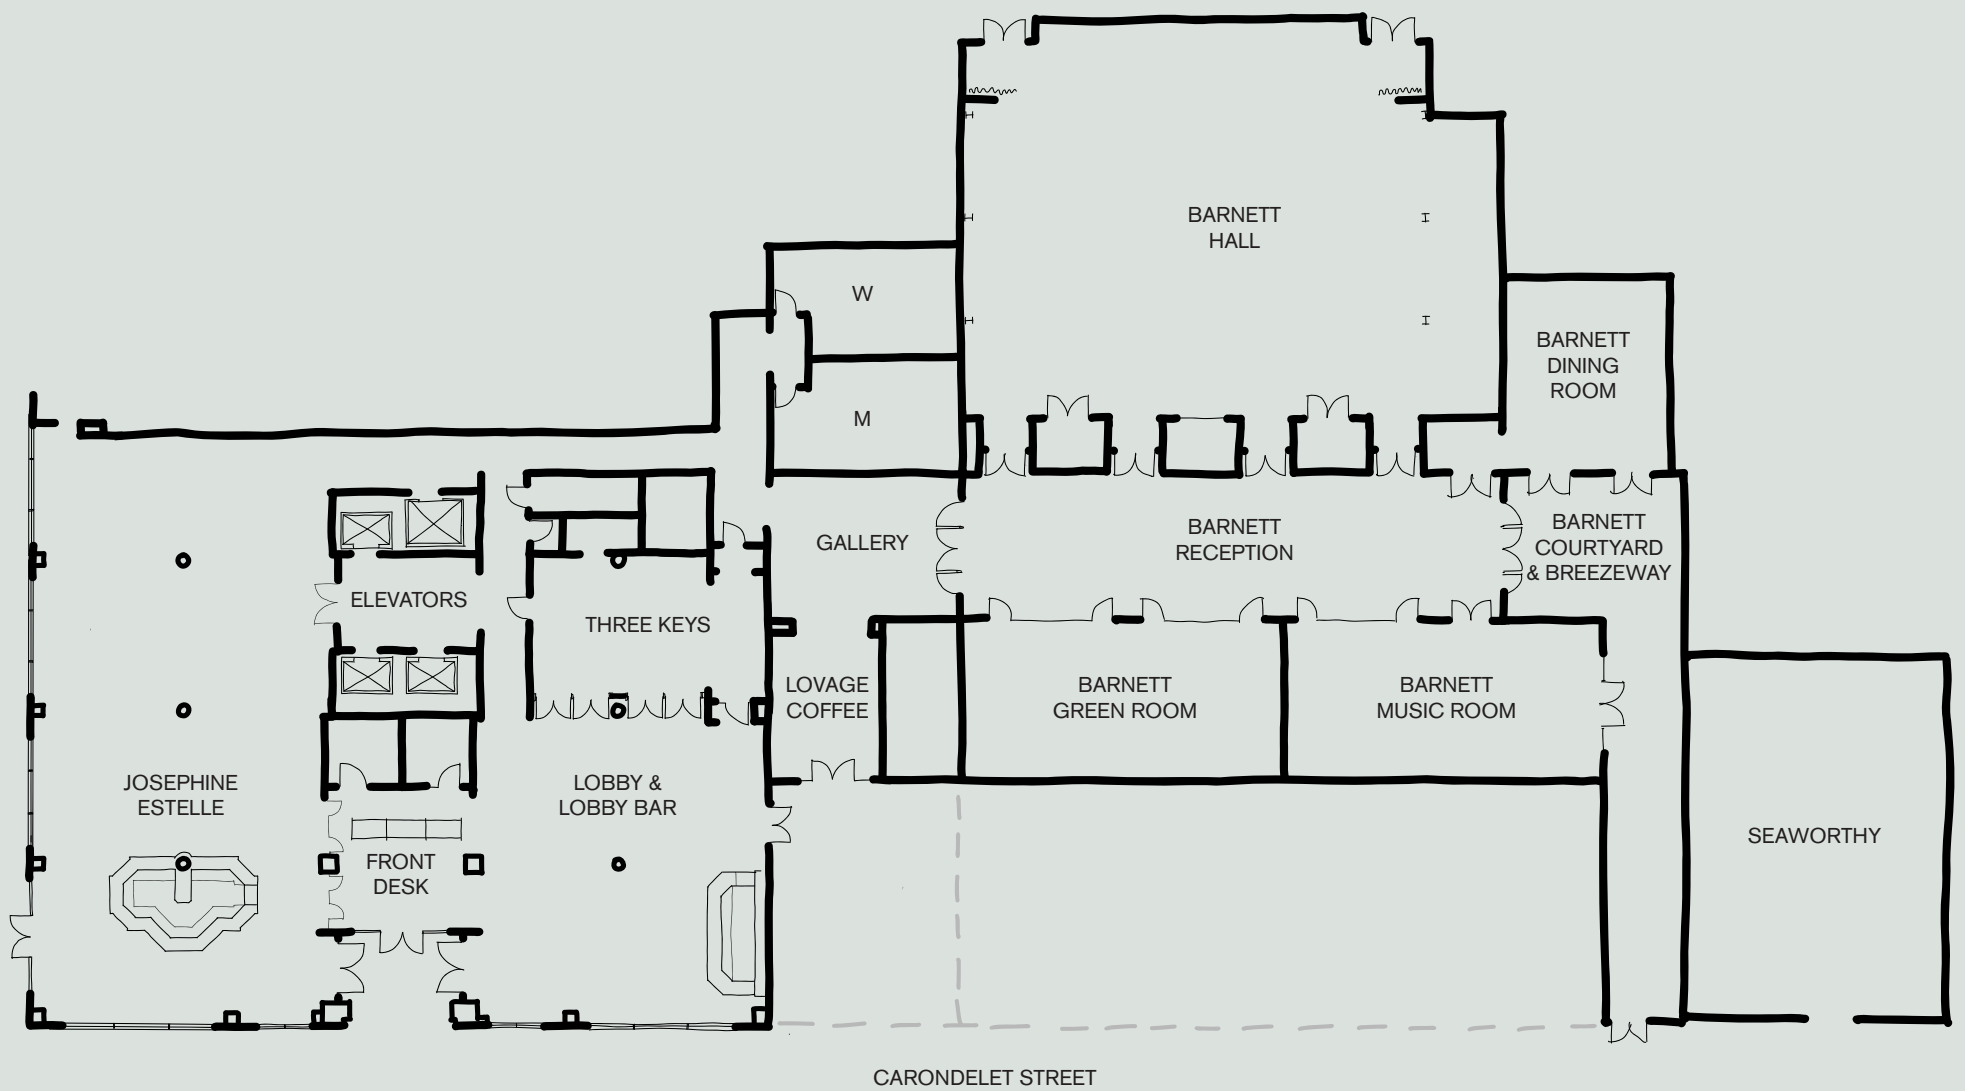 BARNETT
HALL
W
BARNETT
DINING
ROOM
M
GALLERY
BARNETT
RECEPTION
BARNETT
COURTYARD
& BREEZEWAY
ELEVATORS
THREE KEYS
LOVAGE
COFFEE
BARNETT
GREEN ROOM
BARNETT
MUSIC ROOM
JOSEPHINE
ESTELLE
LOBBY &
LOBBY BAR
SEAWORTHY
FRONT
DESK
CARONDELET STREET